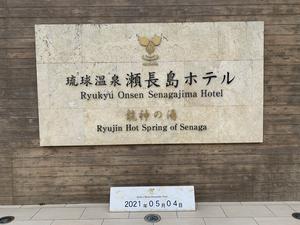 琉球温泉 瀬長島ホテル
Ryukyu Onsen Senagajima Hotel
龍神の湯
Ryujin Hot Spring of Senaga
2021年05月04日